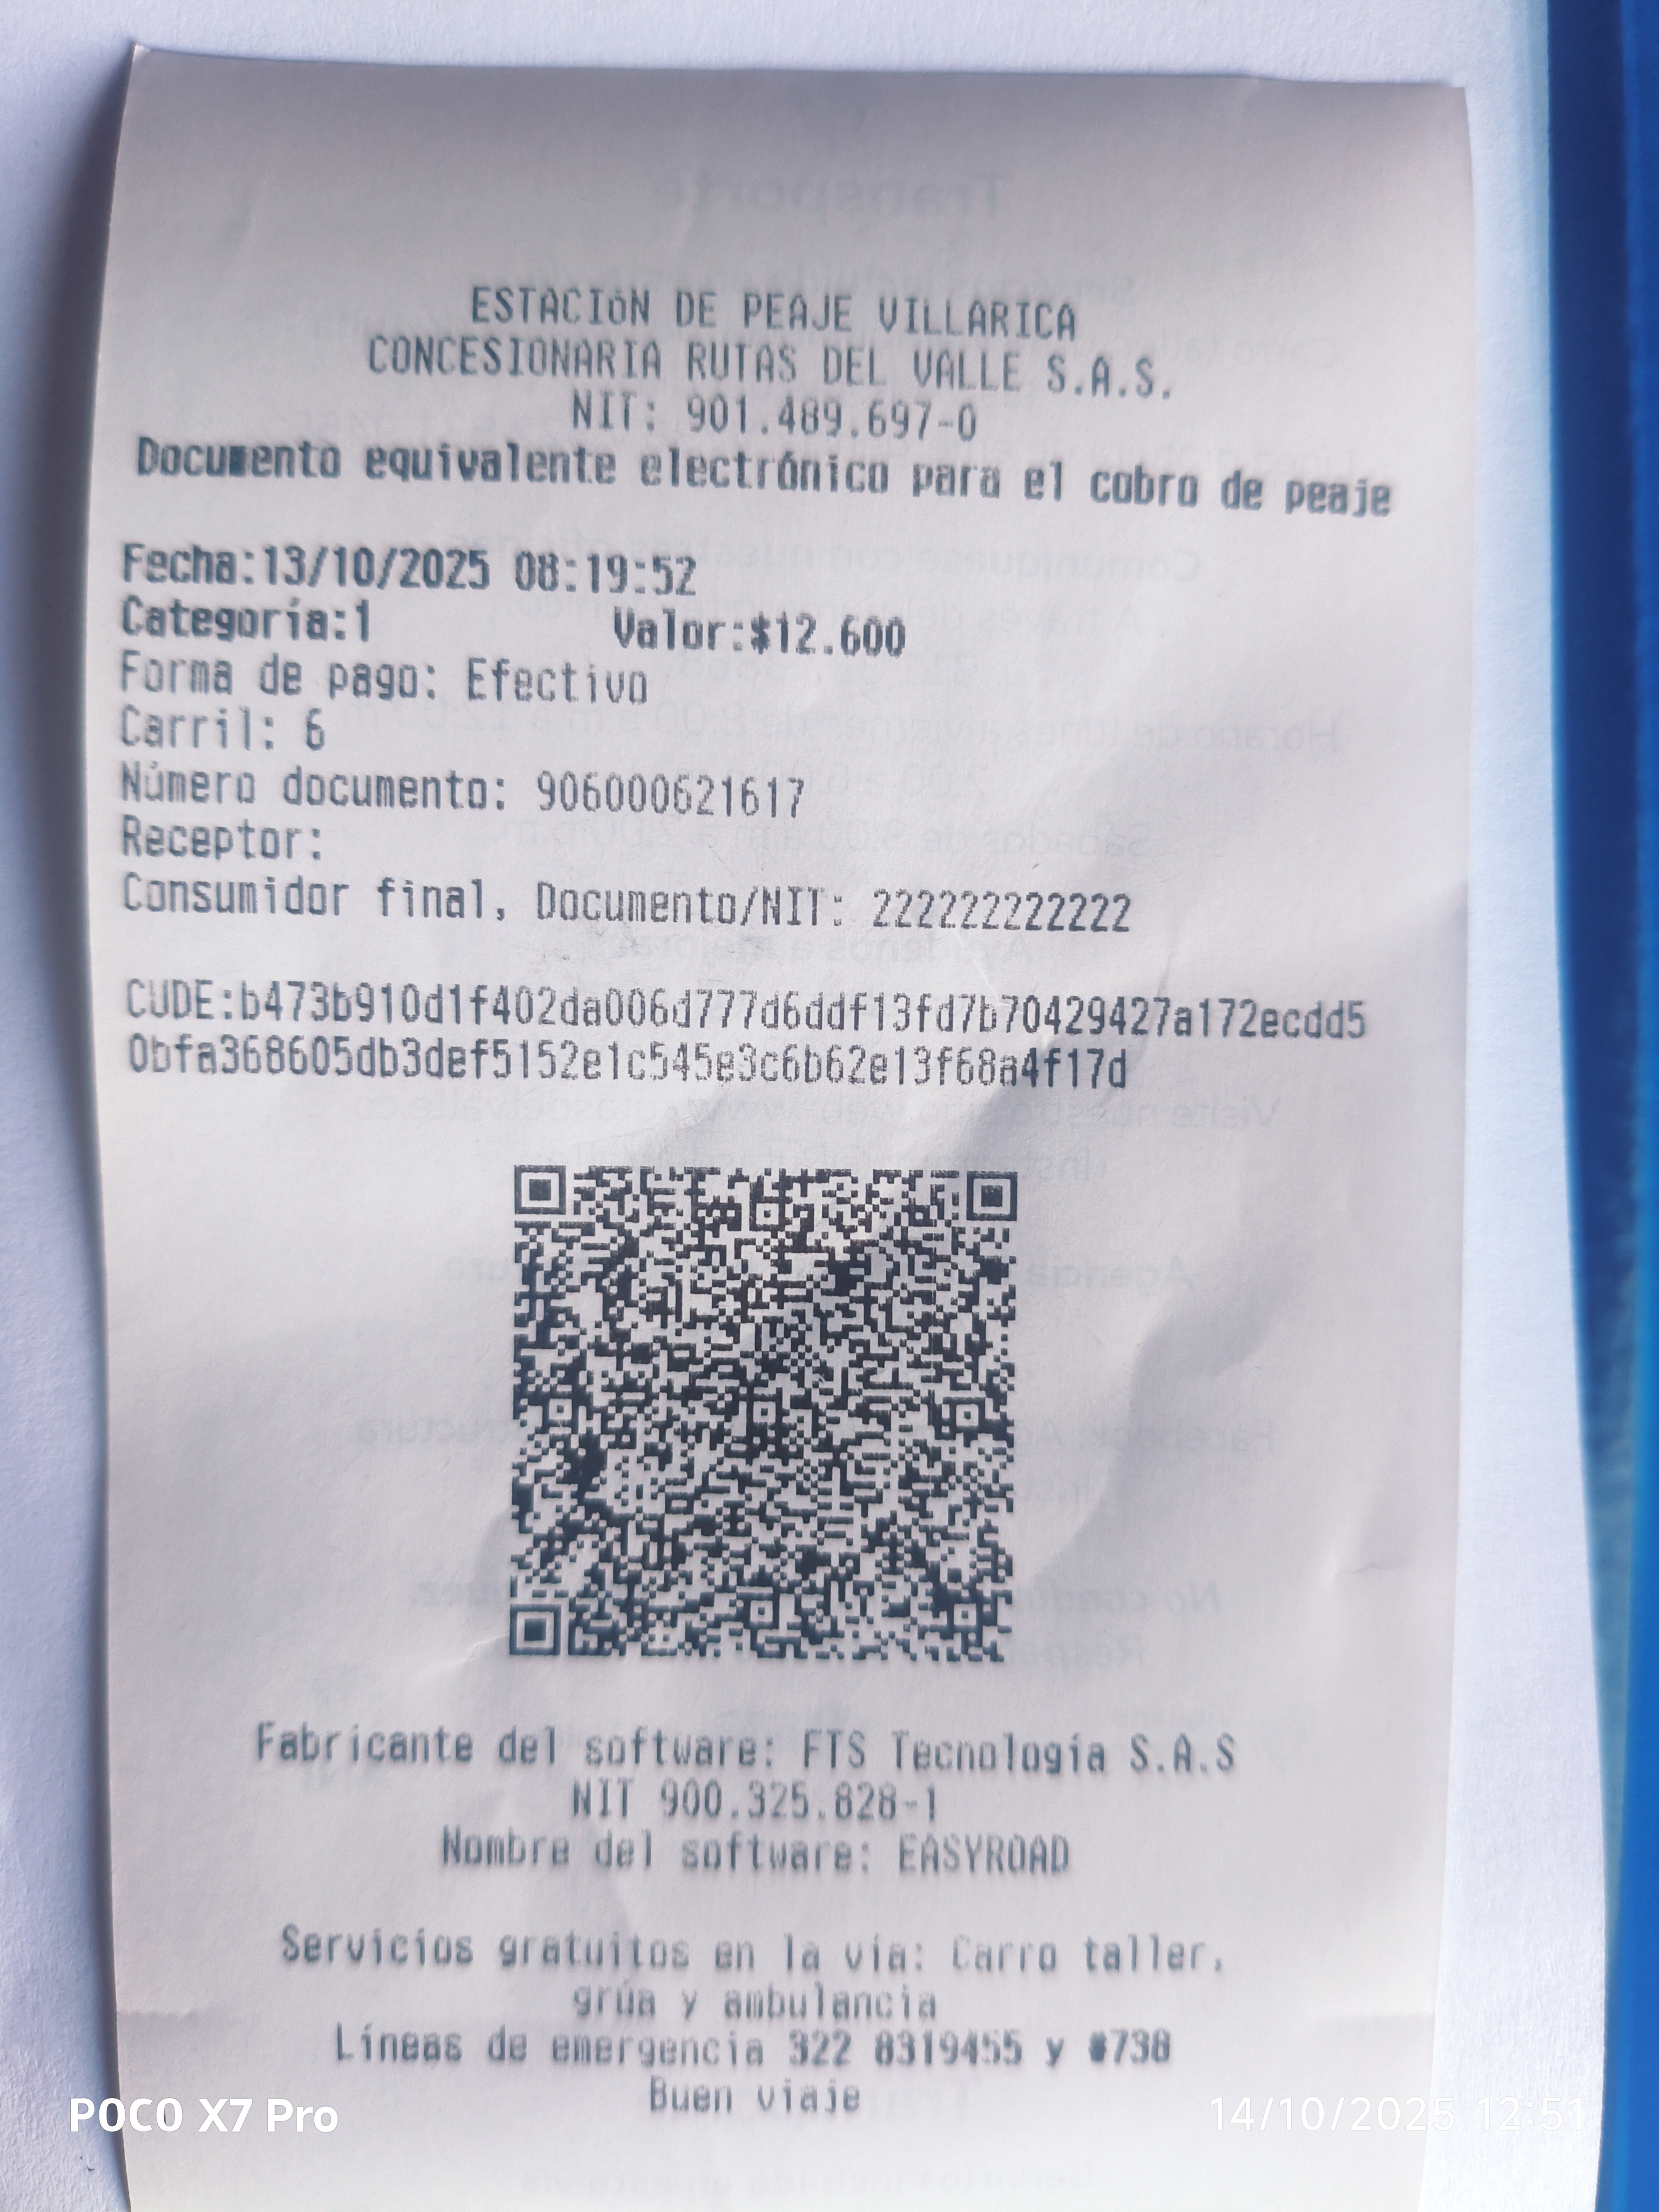 ESTACIÓN DE PEAJE VILLARICA
CONCESIONARIA RUTAS DEL VALLE S.A.S.
NIT: 901.489.697-0
Documento equivalente electrónico para el cobro de peaje
Fecha:13/10/2025 08:19:52
Categoría:1 Valor:$12.600
Forma de pago: Efectivo
Carril: 6
Número documento: 906000621617
Receptor:
Consumidor final, Documento/NIT: 222222222222
CUDE:b473b910d1f402da006d777d6ddf13fd7b70429427a172ecdd5
0bfa368605db3def5152e1c545e3c6b62e13f68a4f17d
Fabricante del software: FTS Tecnología S.A.S
NIT 900.325.828-1
Nombre del software: EASYROAD
Servicios gratuitos en la vía: Carro taller,
grúa y ambulancia
Líneas de emergencia 322 8319455 y #738
Buen viaje
POCO X7 Pro
14/10/2025 12:51